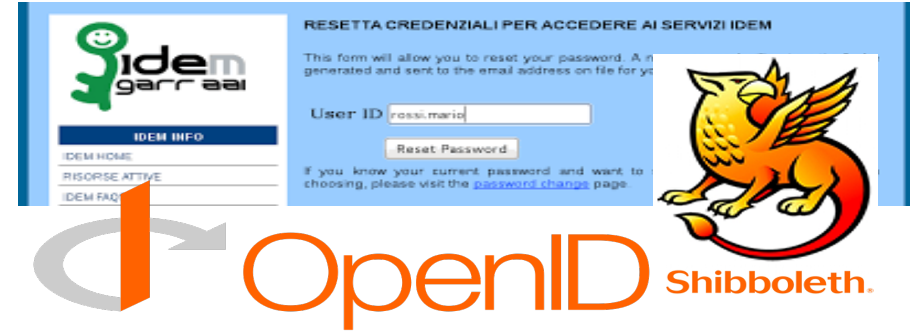 idem
garr aai
RESETTA CREDENZIALI PER ACCEDERE AI SERVIZI IDEM
This form will allow you to reset your password. A
generated and sent to the email address on file for
User ID rossi.mario
Reset Password
If you know your current password and want to
choosing, please visit the password change page.
IDEM INFO
IDEM HOME
RISORSE ATTIVE
IDEM FAQ
OpenID
Shibboleth.